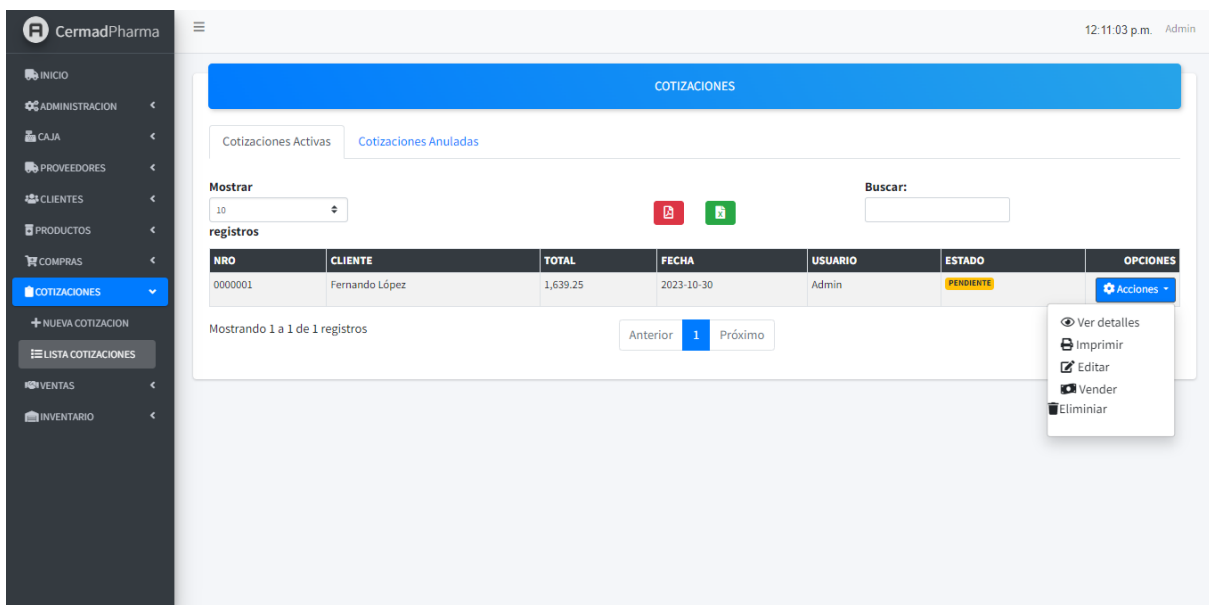 CermadPharma
12:11:03 p.m. Admin
INICIO
ADMINISTRACION
CAJA
PROVEEDORES
CLIENTES
PRODUCTOS
COMPRAS
COTIZACIONES
NUEVA COTIZACION
LISTA COTIZACIONES
VENTAS
INVENTARIO
COTIZACIONES
Cotizaciones Activas Cotizaciones Anuladas
Mostrar
10
registros
Buscar:
NRO CLIENTE TOTAL FECHA USUARIO ESTADO OPCIONES
0000001 Fernando López 1,639.25 2023-10-30 Admin PENDIENTE Acciones
Mostrando 1 a 1 de 1 registros
Anterior 1 Próximo
Ver detalles
Imprimir
Editar
Vender
Eliminiar